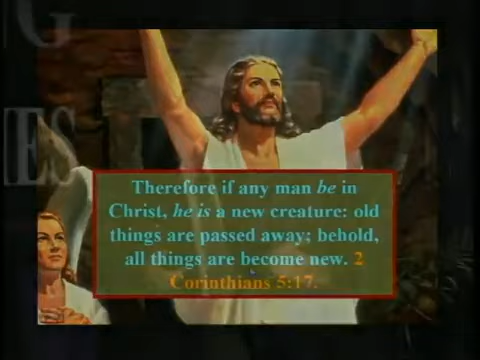 G
IES
Therefore if any man be in
Christ, he is a new creature: old
things are passed away; behold,
all things are become new. 2
Corinthians 5:17.